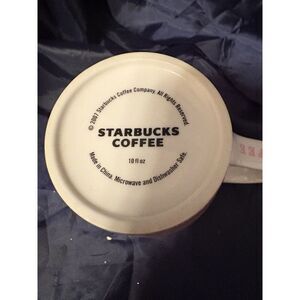 © 2007 Starbucks Coffee Company. All Rights Reserved.
STARBUCKS
COFFEE
10 fl oz
Made in China. Microwave and Dishwasher Safe.